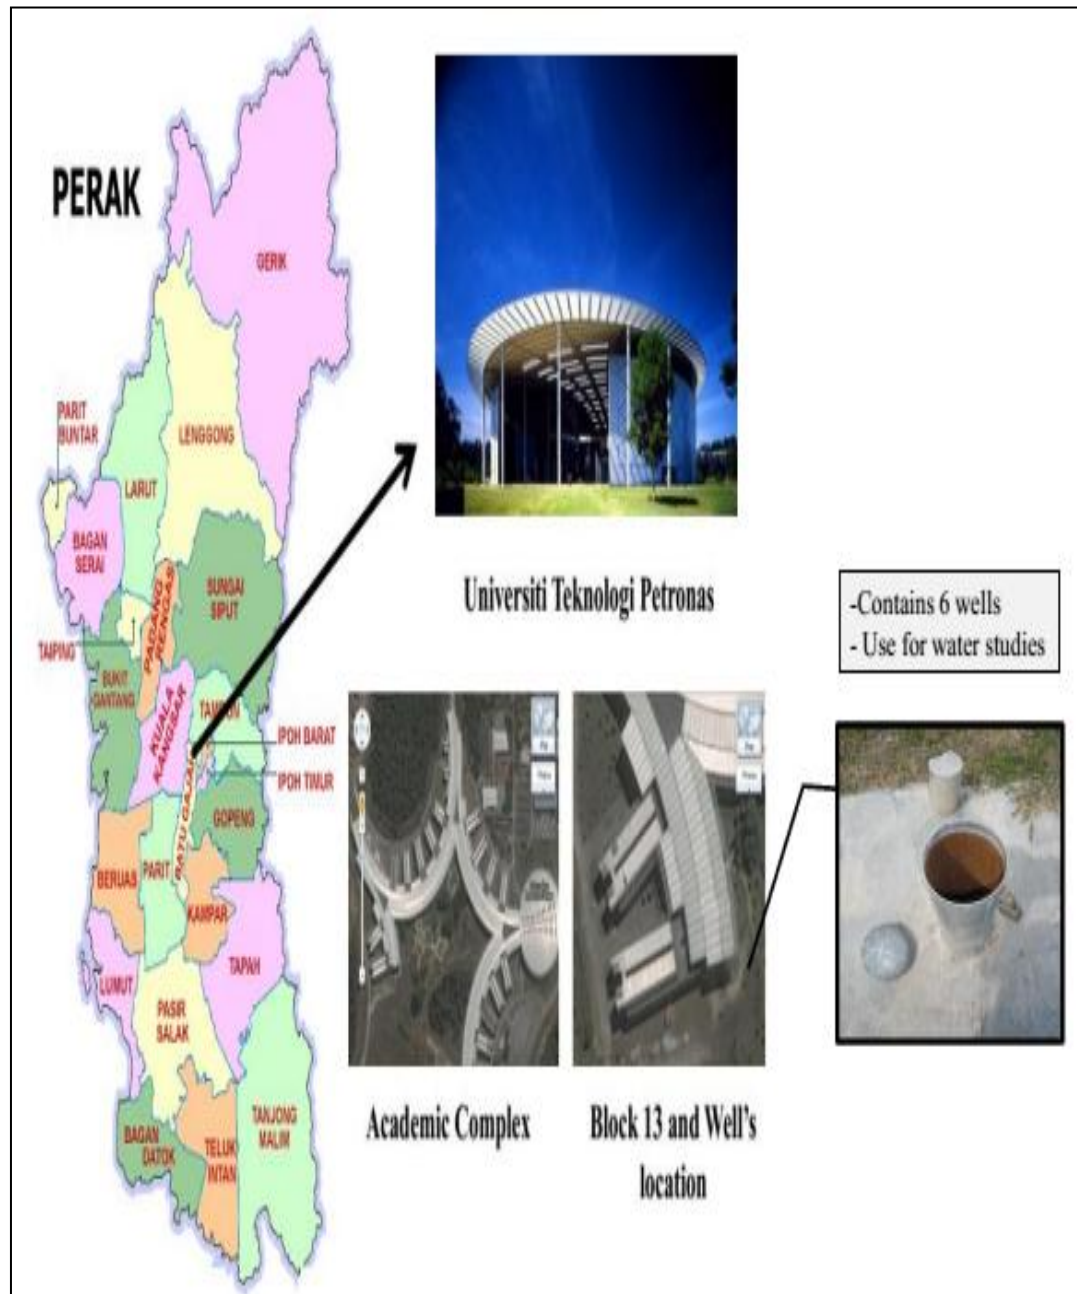 PERAK
GERIK
PARIT
BUNTAR
LENGGONG
LARUT
BAGAN
SERAI
PADANG
RENGAS
SUNGAI
SIPUT
TAIPING
BUKIT
GANTANG
KUALA
KANGSAR
TAMBUN
IPOH BARAT
IPOH TIMUR
BATU GAJAH
GOPENG
BERUAS
PARIT
KAMPAR
TAPAH
LUMUT
PASIR
SALAK
TANJONG
MALIM
BAGAN
DATOK
TELUK
INTAN
Universiti Teknologi Petronas
-Contains 6 wells
- Use for water studies
Academic Complex
Block 13 and Well's
location